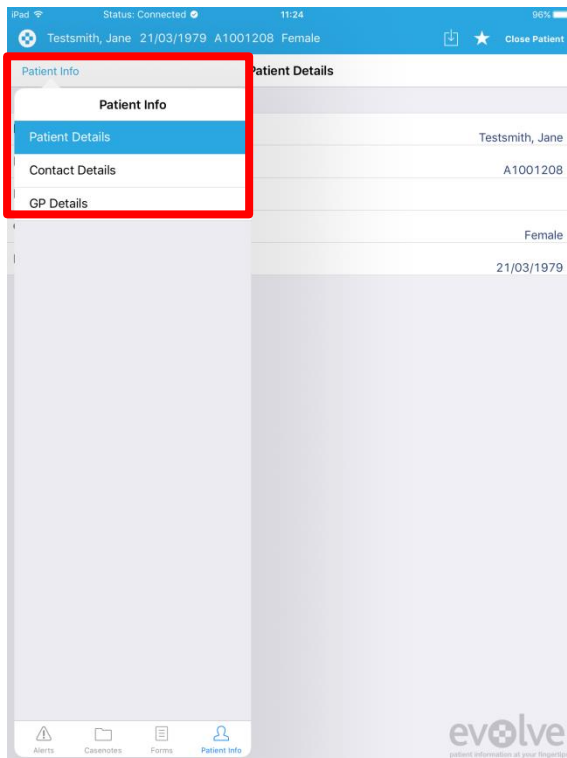 iPad Status: Connected 11:24 96%
Testsmith, Jane 21/03/1979 A1001208 Female Close Patient
Patient Info Patient Details
Patient Info
Patient Details
Testsmith, Jane
Contact Details
A1001208
GP Details
Female
21/03/1979
Alerts Casenotes Forms Patient Info
evolve
patient information at your fingertips